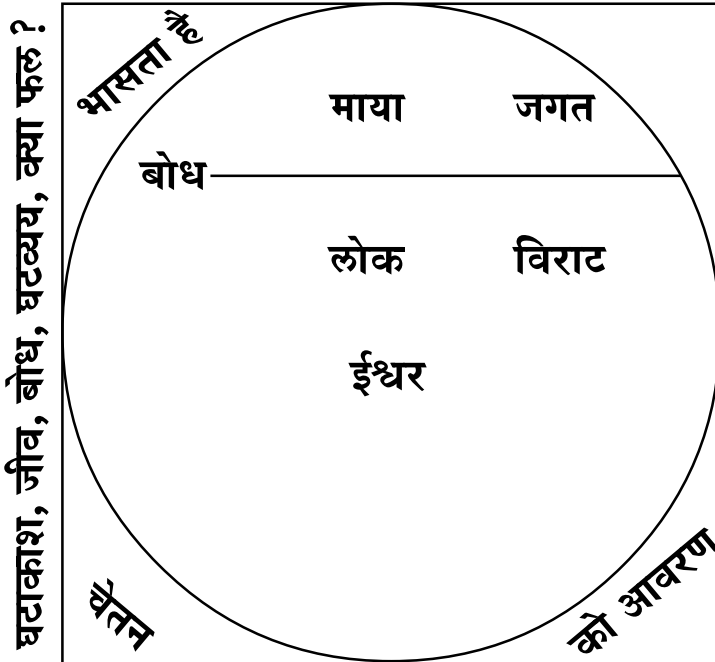 घटाकाश, जीव, बोध, घटव्यय, क्या फल ?
भासता है
माया जगत
बोध
लोक विराट
ईश्वर
चेतन
को आवरण